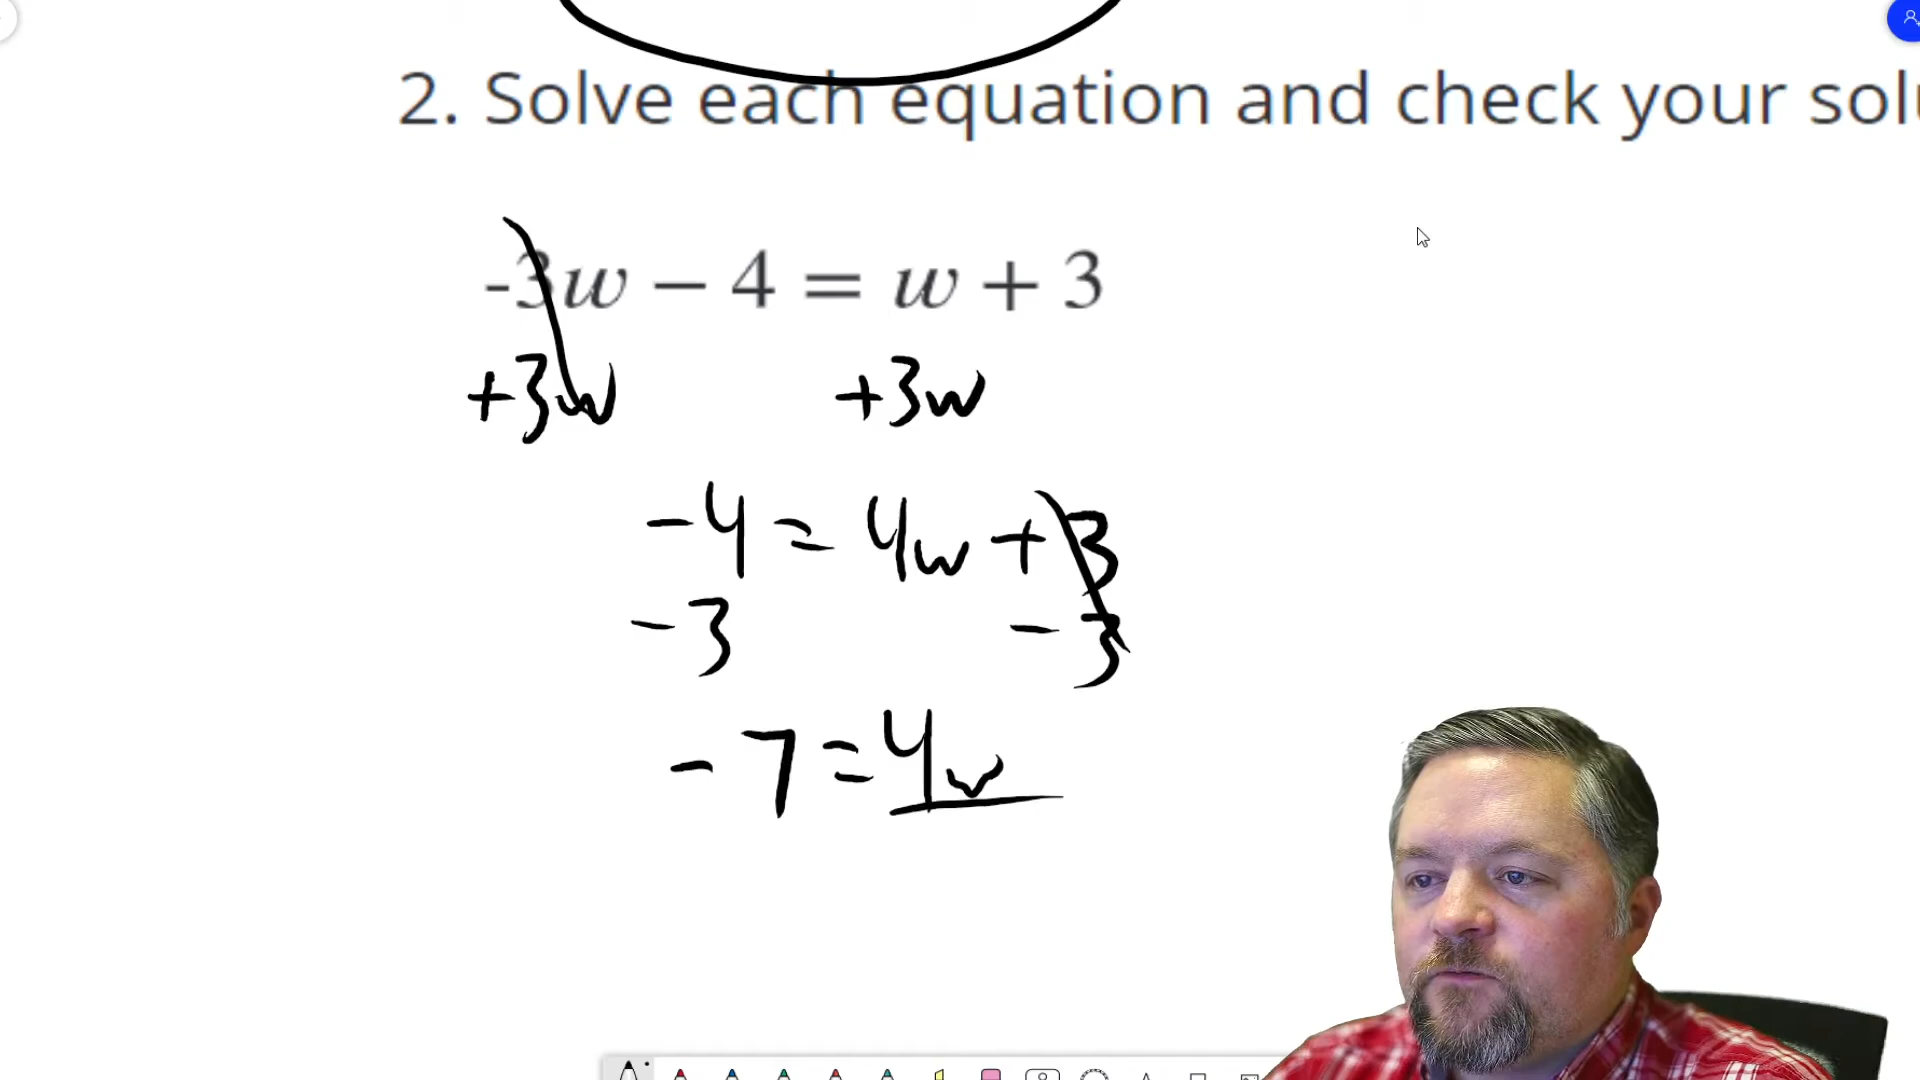 2. Solve each equation and check your
-3w − 4 = w + 3
+3w +3w
-4 = 4w + 3
-3 -3
-7 = 4w